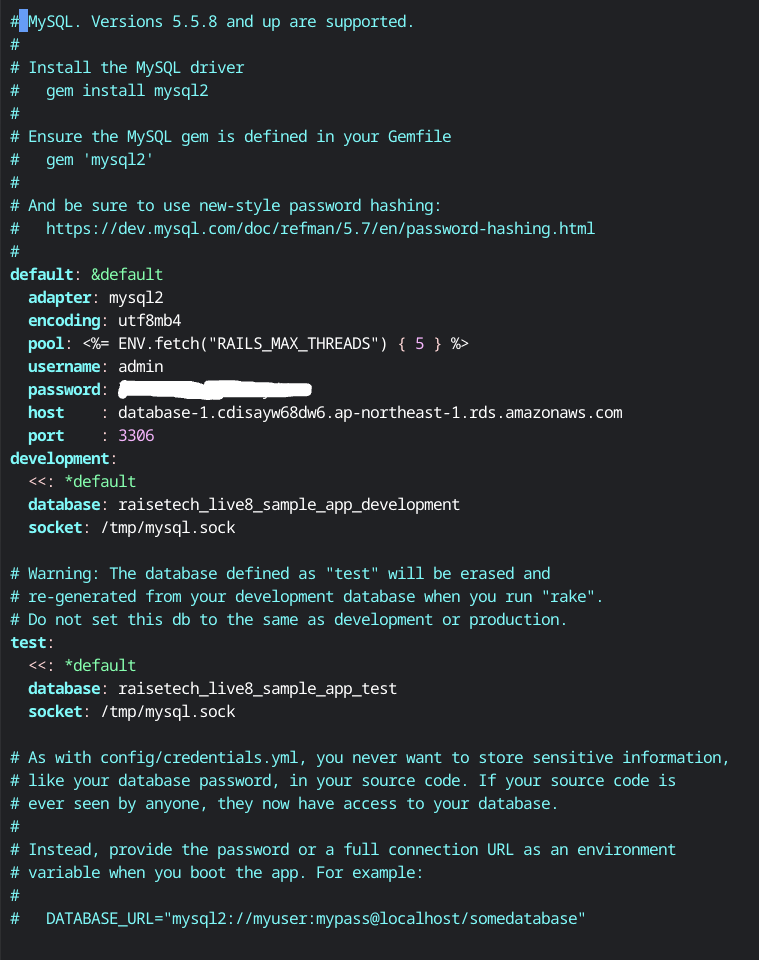 # MySQL. Versions 5.5.8 and up are supported.
#
# Install the MySQL driver
#   gem install mysql2
#
# Ensure the MySQL gem is defined in your Gemfile
#   gem 'mysql2'
#
# And be sure to use new-style password hashing:
#   https://dev.mysql.com/doc/refman/5.7/en/password-hashing.html
#
default: &default
  adapter: mysql2
  encoding: utf8mb4
  pool: <%= ENV.fetch("RAILS_MAX_THREADS") { 5 } %>
  username: admin
  password:
  host    : database-1.cdisayw68dw6.ap-northeast-1.rds.amazonaws.com
  port    : 3306
development:
  <<: *default
  database: raisetech_live8_sample_app_development
  socket: /tmp/mysql.sock

# Warning: The database defined as "test" will be erased and
# re-generated from your development database when you run "rake".
# Do not set this db to the same as development or production.
test:
  <<: *default
  database: raisetech_live8_sample_app_test
  socket: /tmp/mysql.sock

# As with config/credentials.yml, you never want to store sensitive information,
# like your database password, in your source code. If your source code is
# ever seen by anyone, they now have access to your database.
#
# Instead, provide the password or a full connection URL as an environment
# variable when you boot the app. For example:
#
#   DATABASE_URL="mysql2://myuser:mypass@localhost/somedatabase"